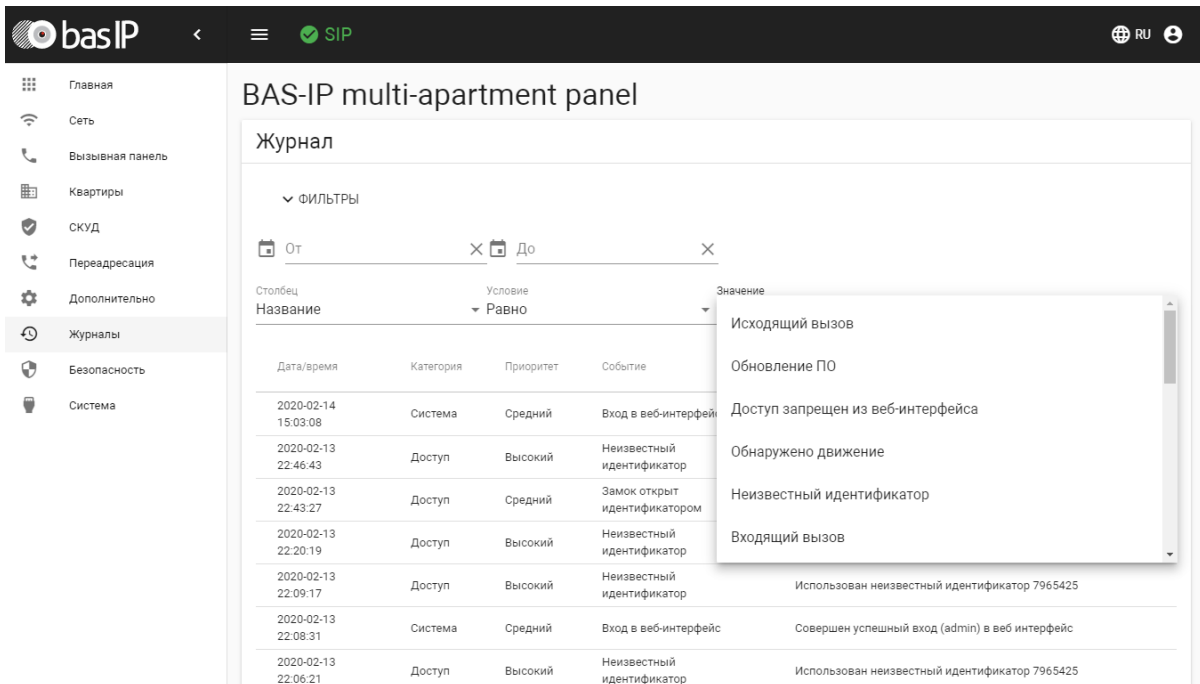 bas IP
SIP
RU
Главная
Сеть
Вызывная панель
Квартиры
СКУД
Переадресация
Дополнительно
Журналы
Безопасность
Система
BAS-IP multi-apartment panel
Журнал
ФИЛЬТРЫ
От
До
Столбец
Условие
Значение
Название
Равно
Исходящий вызов
Обновление ПО
Доступ запрещен из веб-интерфейса
Обнаружено движение
Неизвестный идентификатор
Входящий вызов
Дата/время
Категория
Приоритет
Событие
2020-02-14
15:03:08
Система
Средний
Вход в веб-интерфейс
2020-02-13
22:46:43
Доступ
Высокий
Неизвестный
идентификатор
2020-02-13
22:43:27
Доступ
Средний
Замок открыт
идентификатором
2020-02-13
22:20:19
Доступ
Высокий
Неизвестный
идентификатор
2020-02-13
22:09:17
Доступ
Высокий
Неизвестный
идентификатор
Использован неизвестный идентификатор 7965425
2020-02-13
22:08:31
Система
Средний
Вход в веб-интерфейс
Совершен успешный вход (admin) в веб интерфейс
2020-02-13
22:06:21
Доступ
Высокий
Неизвестный
идентификатор
Использован неизвестный идентификатор 7965425